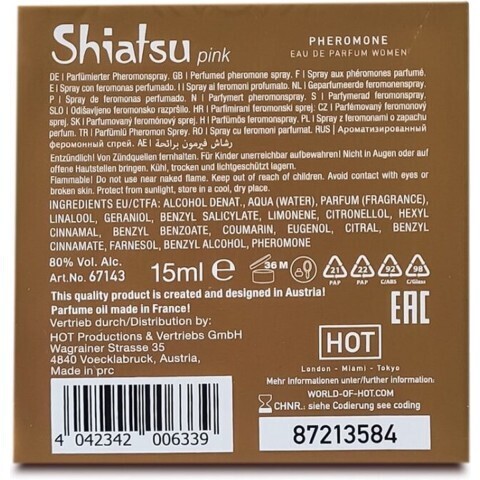 Shiatsu pink
PHEROMONE
EAU DE PARFUM WOMEN
DE | Parfümierter Pheromonspray. GB | Perfumed pheromone spray. F | Spray aux phéromones parfumé.
E | Spray con feromonas perfumado. I | Spray ai feromoni profumato. NL | Geparfumeerde feromonenspray.
P | Spray de feromonas perfumado. N | Parfymert pheromonspray. S | Parfymerad feromonspray.
SLO | Odišavljeno feromonsko razpršilo. HR | Parfimirani feromonski sprej. CZ | Parfémovaný feromonový
sprej. SK | Parfumovaný feromónový sprej. H | Parfümös feromonspray. PL | Spray z feromonami o zapachu
perfum. TR | Parfümlü Pheromon Spray. RO | Spray cu feromoni parfumat. RUS | Ароматизированный
феромонный спрей. AE | رشاش فيرمون برائحة
Entzündlich! Von Zündquellen fernhalten. Für Kinder unerreichbar aufbewahren! Nicht in Augen oder auf
offene Hautstellen bringen. Kühl, trocken und lichtgeschützt lagern.
Flammable! Do not use near naked flame. Keep out of reach of children. Avoid contact with eyes or
broken skin. Protect from sunlight, store in a cool, dry place.
INGREDIENTS EU/CTFA: ALCOHOL DENAT., AQUA (WATER), PARFUM (FRAGRANCE),
LINALOOL, GERANIOL, BENZYL SALICYLATE, LIMONENE, CITRONELLOL, HEXYL
CINNAMAL, BENZYL BENZOATE, COUMARIN, EUGENOL, CITRAL, BENZYL
CINNAMATE, FARNESOL, BENZYL ALCOHOL, PHEROMONE
80% Vol. Alc.
Art.No. 67143
15ml e
36 M
21 PAP
22 PAP
92 C/ABS
98 C/Glass
This quality product is created and designed in Austria!
Parfume oil made in France!
Vertrieb durch/Distribution by:
HOT Productions & Vertriebs GmbH
Wagrainer Strasse 35
4840 Voecklabruck, Austria,
Made in prc
EAC
HOT
London - Miami - Tokyo
Mehr Informationen unter/further information:
WORLD-OF-HOT.COM
CHNR.: siehe Codierung see coding
4 042342 006339
87213584